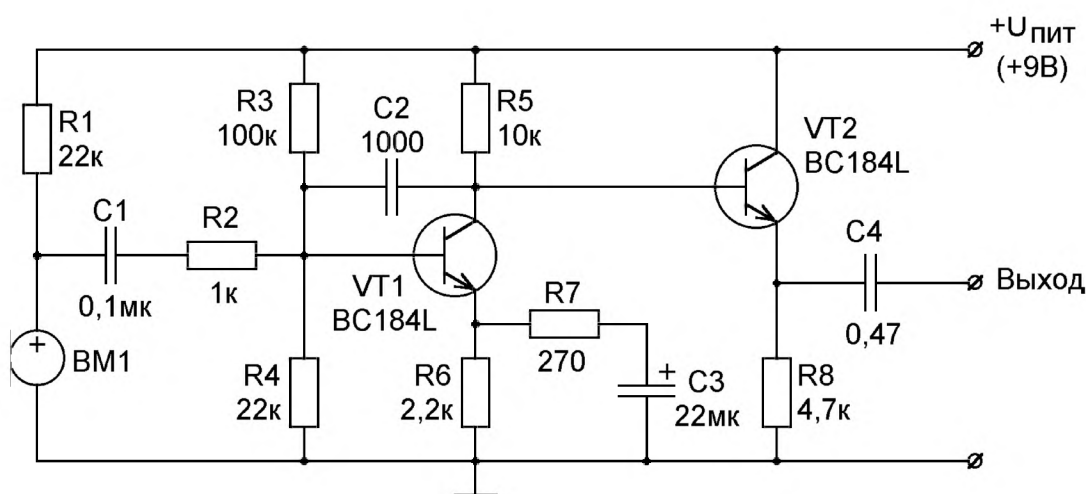 +Uпит
(+9В)
R1
22к
R3
100к
C2
1000
R5
10к
VT2
BC184L
C1
0,1мк
R2
1к
VT1
BC184L
R7
270
C4
0,47
Выход
+
BM1
R4
22к
R6
2,2к
+
C3
22мк
R8
4,7к